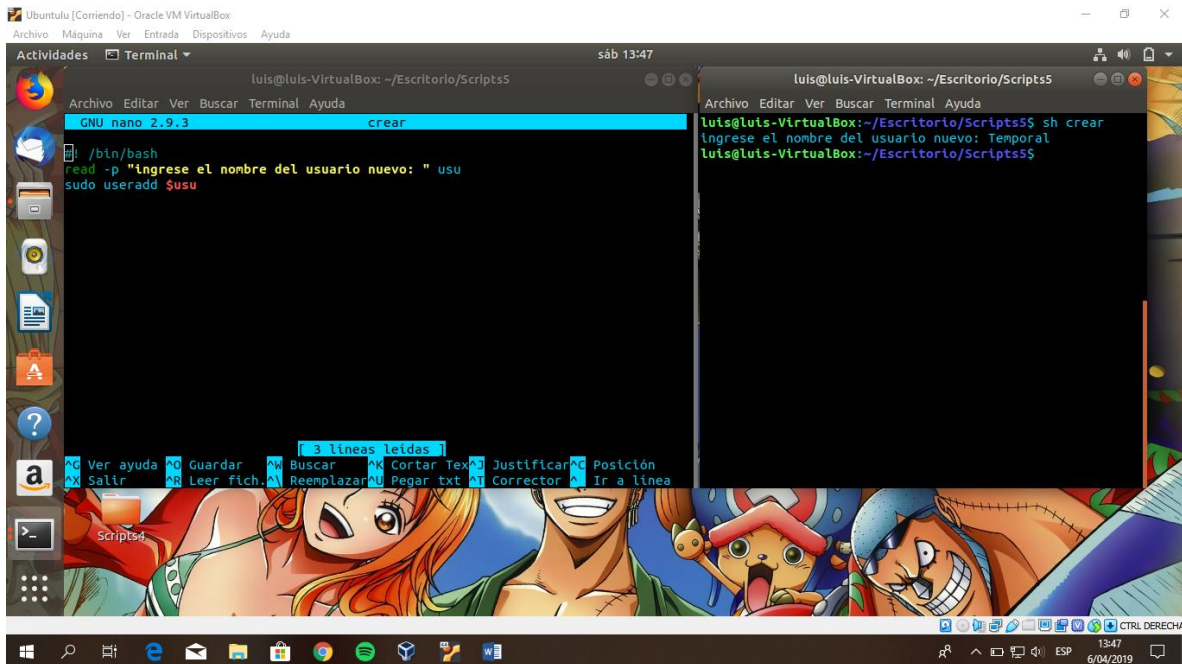 Ubuntulu [Corriendo] - Oracle VM VirtualBox
Archivo Máquina Ver Entrada Dispositivos Ayuda
Actividades Terminal sáb 13:47
luis@luis-VirtualBox: ~/Escritorio/Scripts5
Archivo Editar Ver Buscar Terminal Ayuda
GNU nano 2.9.3 crear
#! /bin/bash
read -p "ingrese el nombre del usuario nuevo: " usu
sudo useradd $usu
[ 3 líneas leídas ]
^G Ver ayuda ^O Guardar ^W Buscar ^K Cortar Tex ^J Justificar ^C Posición
^X Salir ^R Leer fich. ^\ Reemplazar ^U Pegar txt ^T Corrector ^_ Ir a línea
luis@luis-VirtualBox: ~/Escritorio/Scripts5
Archivo Editar Ver Buscar Terminal Ayuda
luis@luis-VirtualBox:~/Escritorio/Scripts5$ sh crear
ingrese el nombre del usuario nuevo: Temporal
luis@luis-VirtualBox:~/Escritorio/Scripts5$
Scripts4
CTRL DERECHA
ESP
13:47
6/04/2019